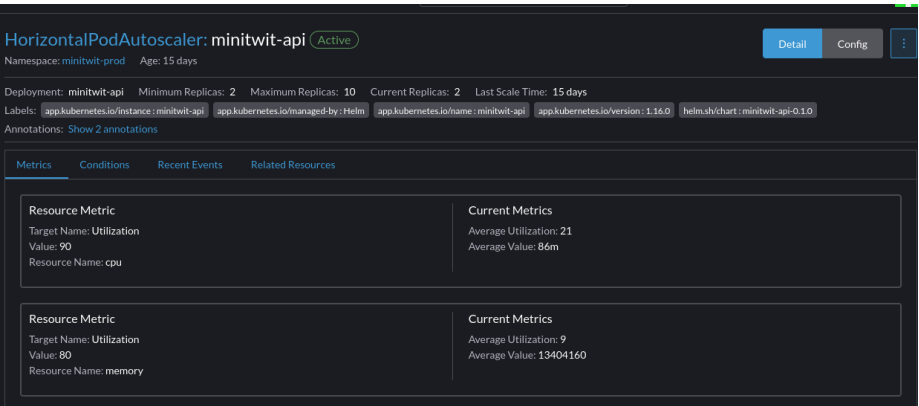 HorizontalPodAutoscaler: minitwit-api Active
Detail Config
Namespace: minitwit-prod Age: 15 days
Deployment: minitwit-api Minimum Replicas: 2 Maximum Replicas: 10 Current Replicas: 2 Last Scale Time: 15 days
Labels: app.kubernetes.io/instance : minitwit-api app.kubernetes.io/managed-by : Helm app.kubernetes.io/name : minitwit-api app.kubernetes.io/version : 1.16.0 helm.sh/chart : minitwit-api-0.1.0
Annotations: Show 2 annotations
Metrics Conditions Recent Events Related Resources
Resource Metric
Target Name: Utilization
Value: 90
Resource Name: cpu
Current Metrics
Average Utilization: 21
Average Value: 86m
Resource Metric
Target Name: Utilization
Value: 80
Resource Name: memory
Current Metrics
Average Utilization: 9
Average Value: 13404160